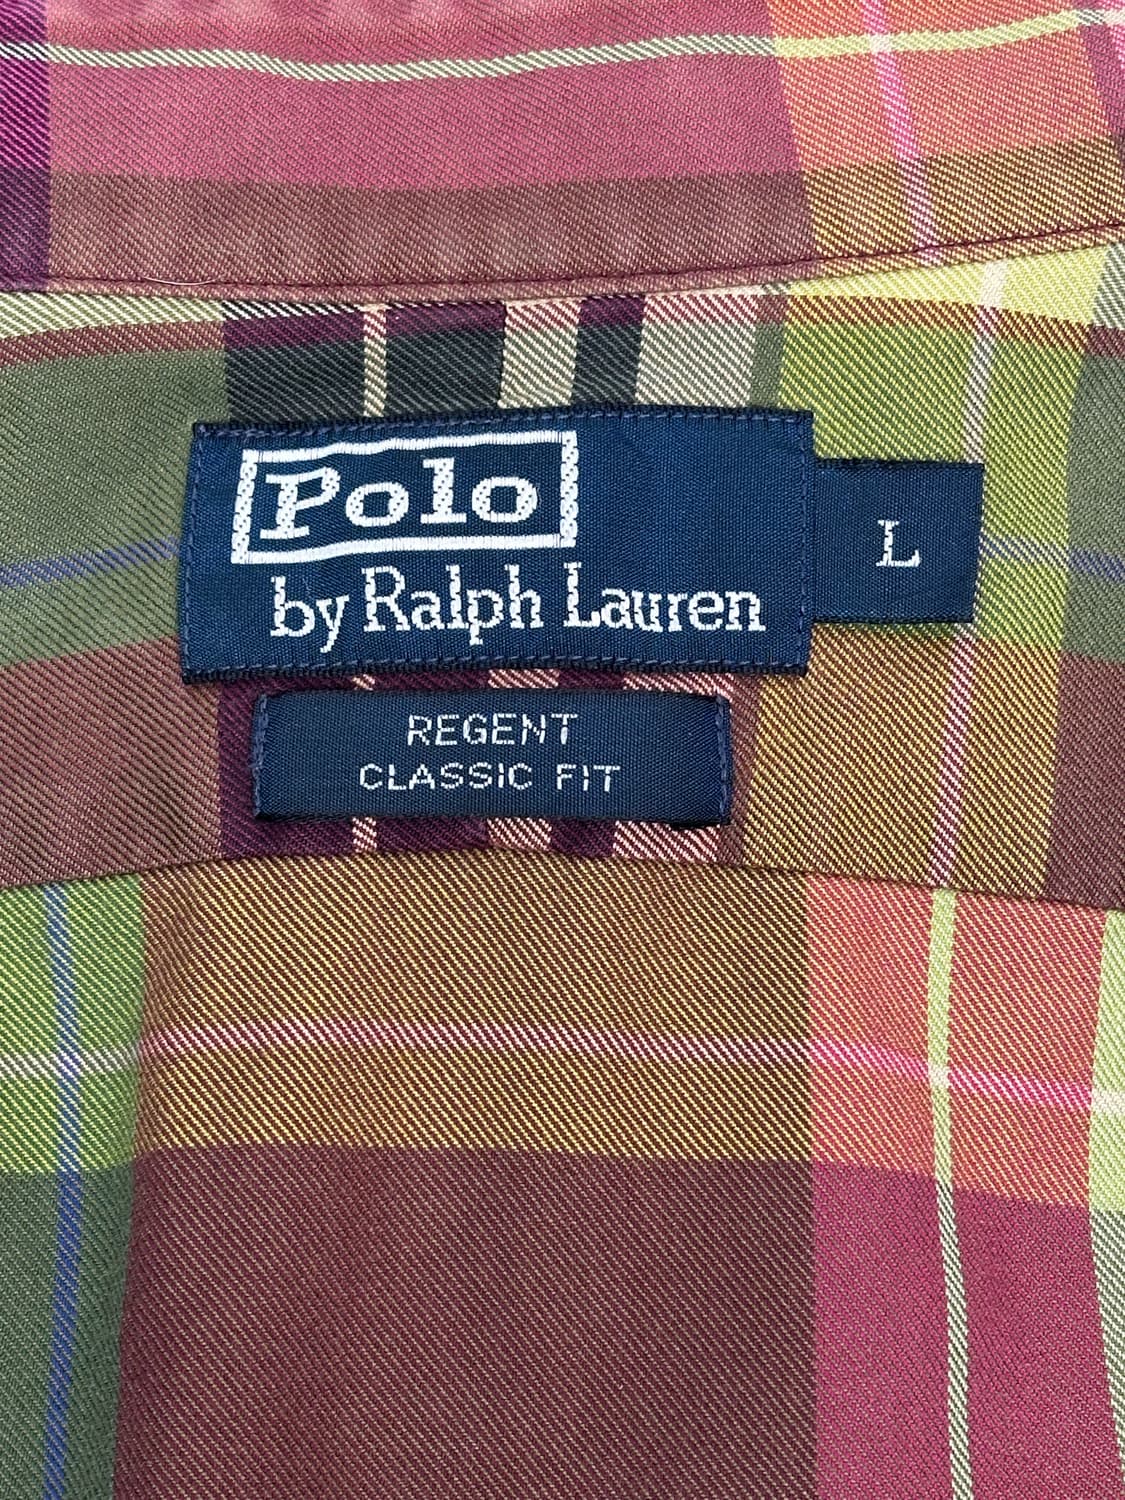 Polo
by Ralph Lauren
L
REGENT
CLASSIC FIT